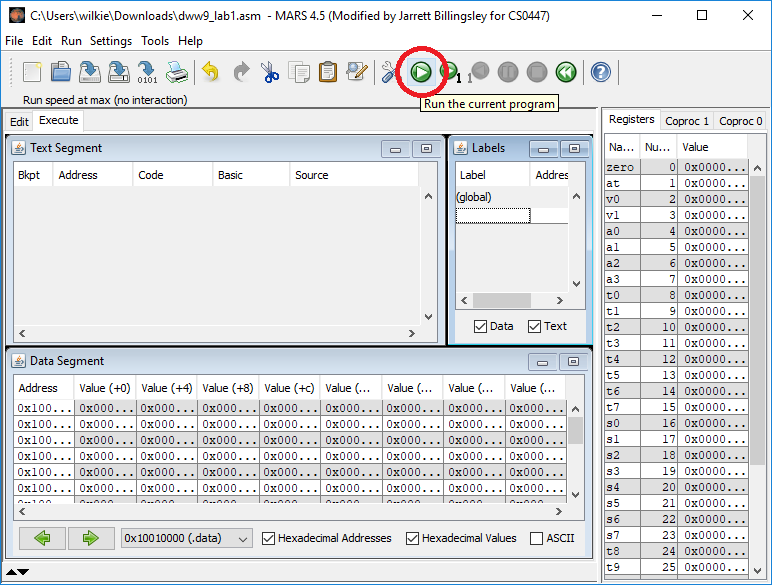 C:\Users\wilkie\Downloads\dww9_lab1.asm - MARS 4.5 (Modified by Jarrett Billingsley for CS0447)
File Edit Run Settings Tools Help
Run speed at max (no interaction)
Run the current program
Edit Execute
Text Segment
Bkpt Address Code Basic Source
Labels
Label Addres
(global)
Data Text
Data Segment
Address Value (+0) Value (+4) Value (+8) Value (+c) Value (... Value (... Value (... Value (...
0x100... 0x000... 0x000... 0x000... 0x000... 0x000... 0x000... 0x000... 0x000...
0x100... 0x000... 0x000... 0x000... 0x000... 0x000... 0x000... 0x000... 0x000...
0x100... 0x000... 0x000... 0x000... 0x000... 0x000... 0x000... 0x000... 0x000...
0x100... 0x000... 0x000... 0x000... 0x000... 0x000... 0x000... 0x000... 0x000...
0x100... 0x000... 0x000... 0x000... 0x000... 0x000... 0x000... 0x000... 0x000...
0x100... 0x000... 0x000... 0x000... 0x000... 0x000... 0x000... 0x000... 0x000...
0x10010000 (.data) Hexadecimal Addresses Hexadecimal Values ASCII
Registers Coproc 1 Coproc 0
Na... Nu... Value
zero 0 0x0000...
at 1 0x0000...
v0 2 0x0000...
v1 3 0x0000...
a0 4 0x0000...
a1 5 0x0000...
a2 6 0x0000...
a3 7 0x0000...
t0 8 0x0000...
t1 9 0x0000...
t2 10 0x0000...
t3 11 0x0000...
t4 12 0x0000...
t5 13 0x0000...
t6 14 0x0000...
t7 15 0x0000...
s0 16 0x0000...
s1 17 0x0000...
s2 18 0x0000...
s3 19 0x0000...
s4 20 0x0000...
s5 21 0x0000...
s6 22 0x0000...
s7 23 0x0000...
t8 24 0x0000...
t9 25 0x0000...